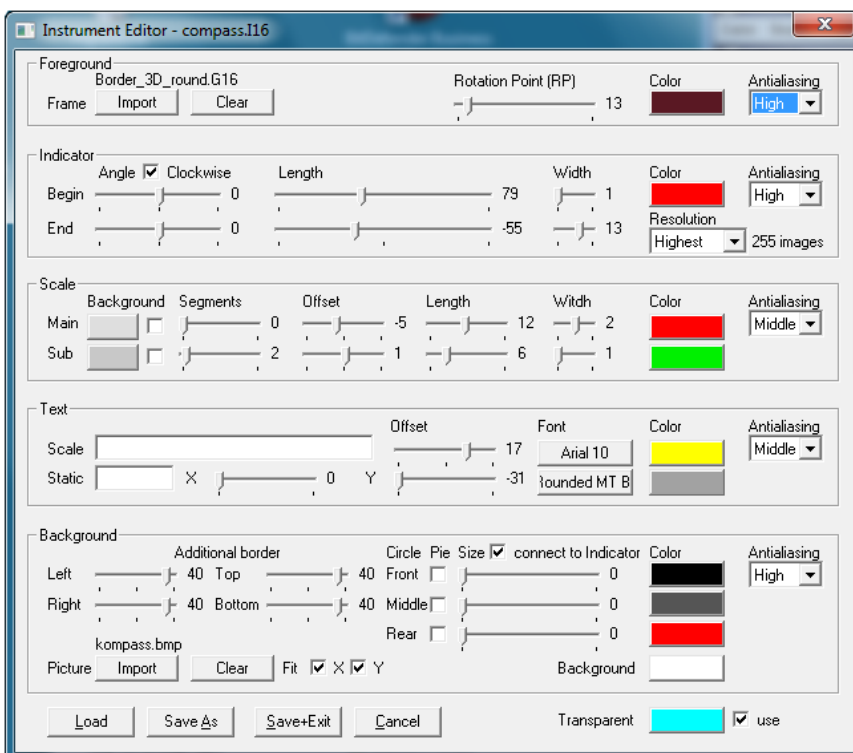 Instrument Editor - compass.I16
Foreground
Border_3D_round.G16 Rotation Point (RP) Color Antialiasing
Frame Import Clear 13 High
Indicator
Angle Clockwise Length Width Color Antialiasing
Begin 0 79 1 High
Resolution
End 0 -55 13 Highest 255 images
Scale
Background Segments Offset Length Witdh Color Antialiasing
Main 0 -5 12 2 Middle
Sub 2 1 6 1
Text
Offset Font Color Antialiasing
Scale 17 Arial 10 Middle
Static X 0 Y -31 Rounded MT B
Background
Additional border Circle Pie Size connect to Indicator Color Antialiasing
Left 40 Top 40 Front 0 High
Right 40 Bottom 40 Middle 0
Rear 0
kompass.bmp
Picture Import Clear Fit X Y Background
Load Save As Save+Exit Cancel Transparent use